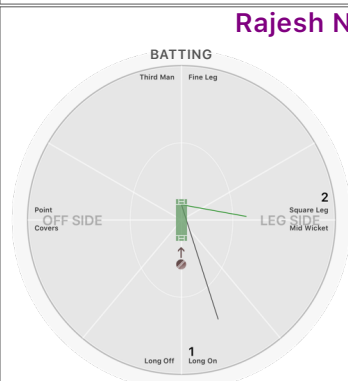 Rajesh N
BATTING
Third Man Fine Leg
2
Point Square Leg
OFF SIDE LEG SIDE
Covers Mid Wicket
1
Long Off Long On